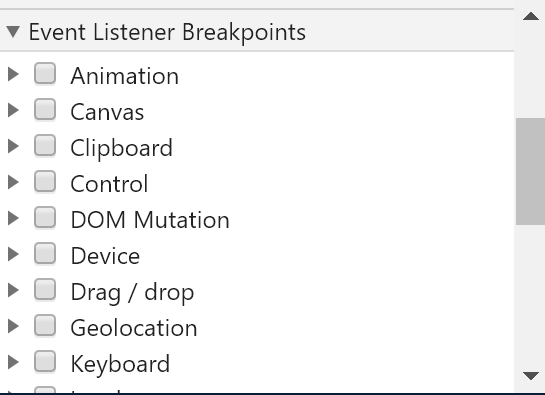 Event Listener Breakpoints
Animation
Canvas
Clipboard
Control
DOM Mutation
Device
Drag / drop
Geolocation
Keyboard